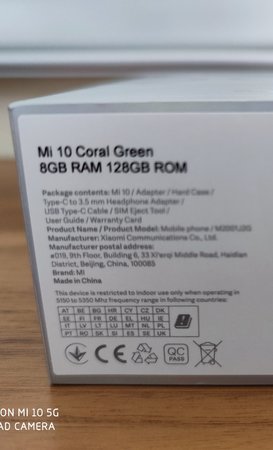 Mi 10 Coral Green
8GB RAM 128GB ROM
Package contents: Mi 10 / Adapter / Hard Case /
Type-C to 3.5 mm Headphone Adapter /
USB Type-C Cable / SIM Eject Tool /
User Guide / Warranty Card
Product Name / Product Model: Mobile phone / M2001J2G
Manufacturer: Xiaomi Communications Co., Ltd.
Manufacturer postal address:
#019, 9th Floor, Building 6, 33 Xi'erqi Middle Road, Haidian
District, Beijing, China, 100085
Brand: MI
Made in China
This device is restricted to indoor use only when operating in
5150 to 5350 Mhz frequency range in following countries:
AT BE BG HR CY CZ DK
EE FI FR DE EL HU IE
IT LV LT LU MT NL PL
PT RO SK SI ES SE UK
CE
QC
PASS
ON MI 10 5G
AD CAMERA